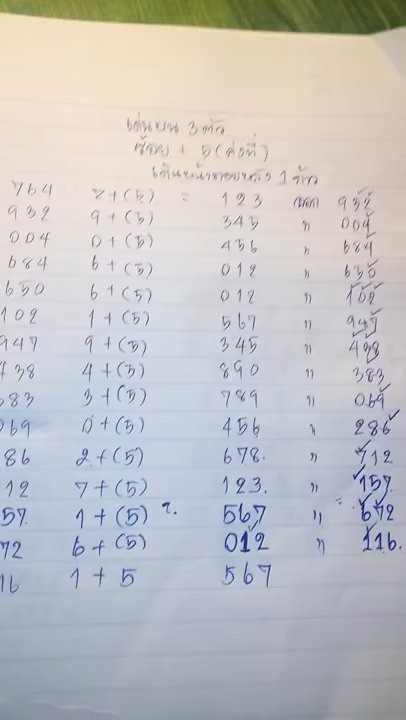 เด่นบน 3 ตัว
ร้อย + 5 (คงที่)
เดินหน้าถอยหลัง 1 ตัว
764 7+(5) = 123 ออก 932
932 9+(5) 345 " 004
004 0+(5) 456 " 684
684 6+(5) 012 " 650
650 6+(5) 012 " 102
102 1+(5) 567 " 947
947 9+(5) 345 " 438
438 4+(5) 890 " 383
383 3+(5) 789 " 069
069 0+(5) 456 " 286
86 2+(5) 678. " 712
12 7+(5) 123. " 157
57 1+(5) 567 " = 672
72 6+(5) 012 " 116.
16 1+5 567